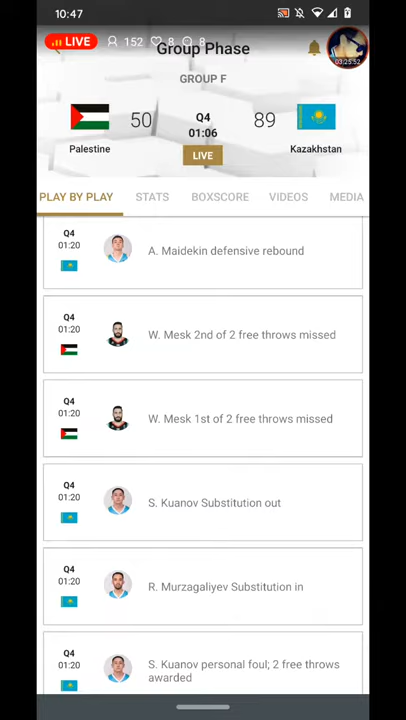 10:47
LIVE 152 8 8
Group Phase
03:25:52
GROUP F
50 Q4 89
01:06
Palestine LIVE Kazakhstan
PLAY BY PLAY STATS BOXSCORE VIDEOS MEDIA
Q4
01:20
A. Maidekin defensive rebound
Q4
01:20
W. Mesk 2nd of 2 free throws missed
Q4
01:20
W. Mesk 1st of 2 free throws missed
Q4
01:20
S. Kuanov Substitution out
Q4
01:20
R. Murzagaliyev Substitution in
Q4
01:20
S. Kuanov personal foul; 2 free throws
awarded